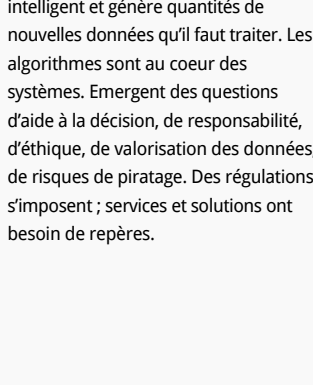 intelligent et génère quantités de
nouvelles données qu'il faut traiter. Les
algorithmes sont au coeur des
systèmes. Emergent des questions
d'aide à la décision, de responsabilité,
d'éthique, de valorisation des données,
de risques de piratage. Des régulations
s'imposent ; services et solutions ont
besoin de repères.